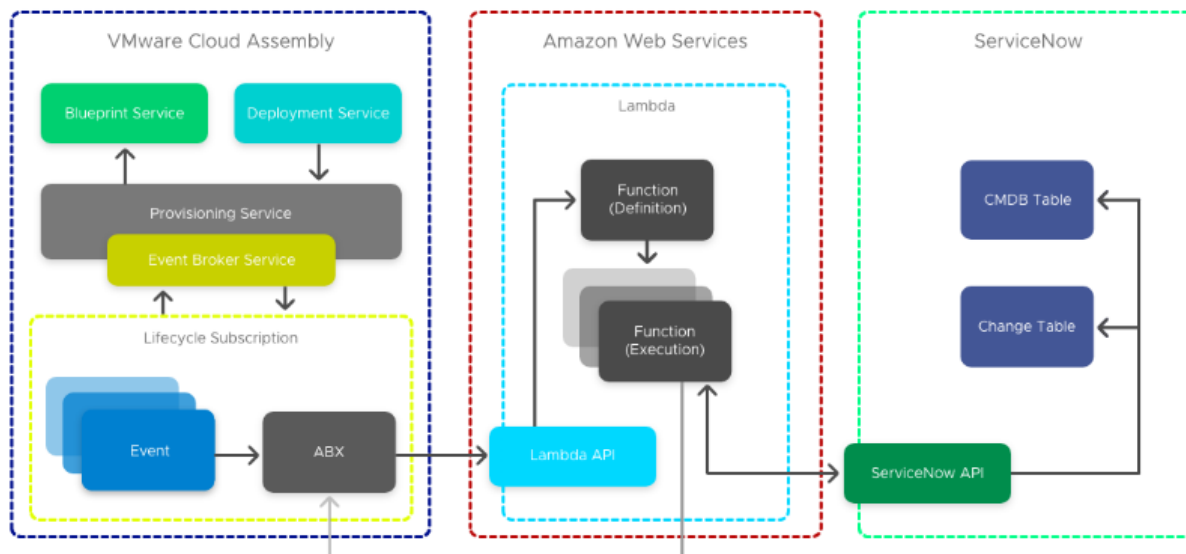 VMware Cloud Assembly
Blueprint Service
Deployment Service
Provisioning Service
Event Broker Service
Lifecycle Subscription
Event
ABX
Amazon Web Services
Lambda
Function
(Definition)
Function
(Execution)
Lambda API
ServiceNow
CMDB Table
Change Table
ServiceNow API